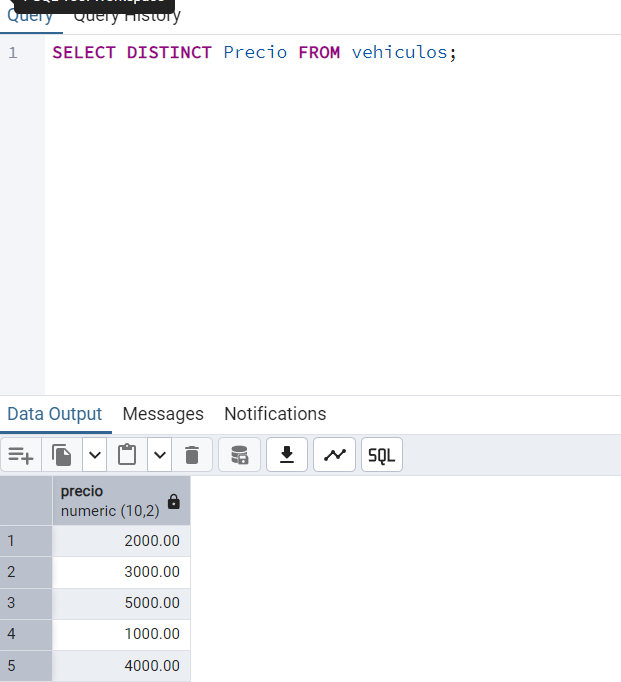 Query Query History
1 SELECT DISTINCT Precio FROM vehiculos;
Data Output Messages Notifications
SQL
precio
numeric (10,2)
1 2000.00
2 3000.00
3 5000.00
4 1000.00
5 4000.00